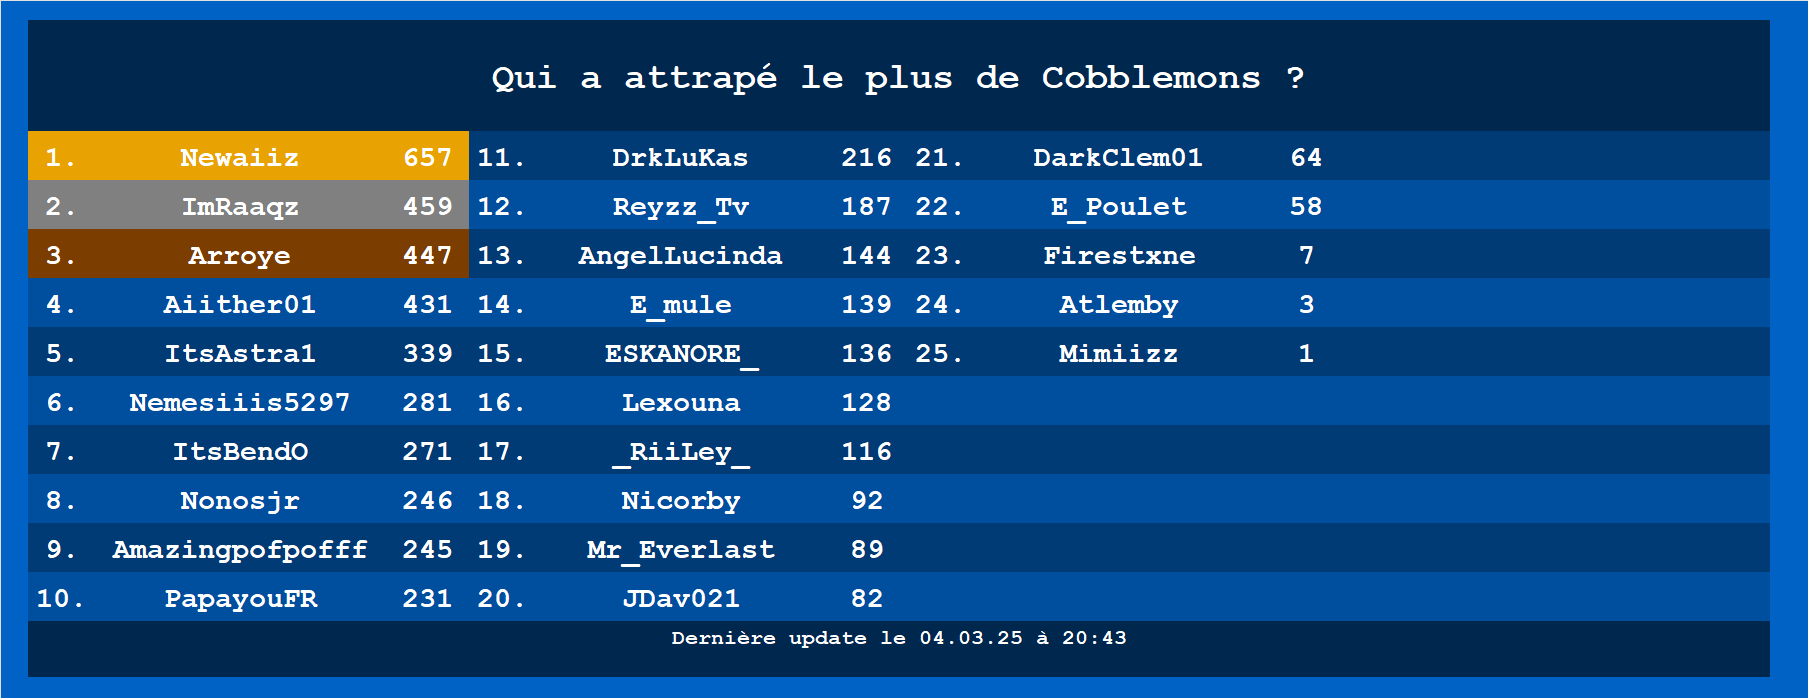 Qui a attrapé le plus de Cobblemons ?
1. Newaiiz 657 11. DrkLuKas 216 21. DarkClem01 64
2. ImRaaqz 459 12. Reyzz_Tv 187 22. E_Poulet 58
3. Arroye 447 13. AngelLucinda 144 23. Firestxne 7
4. Aiither01 431 14. E_mule 139 24. Atlemby 3
5. ItsAstra1 339 15. ESKANORE_ 136 25. Mimiizz 1
6. Nemesiiis5297 281 16. Lexouna 128
7. ItsBendO 271 17. _RiiLey_ 116
8. Nonosjr 246 18. Nicorby 92
9. Amazingpofpofff 245 19. Mr_Everlast 89
10. PapayouFR 231 20. JDav021 82
Dernière update le 04.03.25 à 20:43